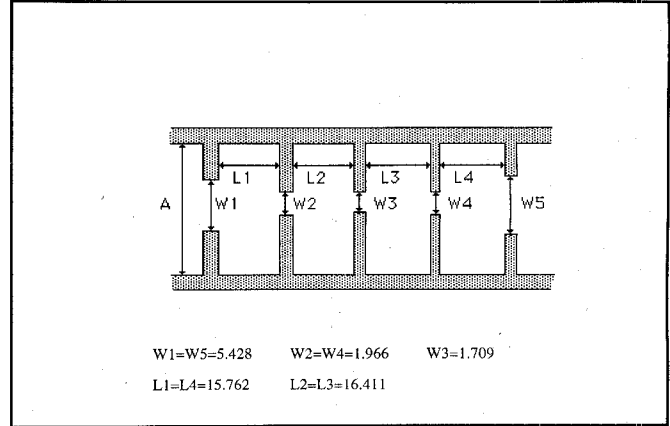 L1 L2 L3 L4
A W1 W2 W3 W4 W5
W1=W5=5.428 W2=W4=1.966 W3=1.709
L1=L4=15.762 L2=L3=16.411